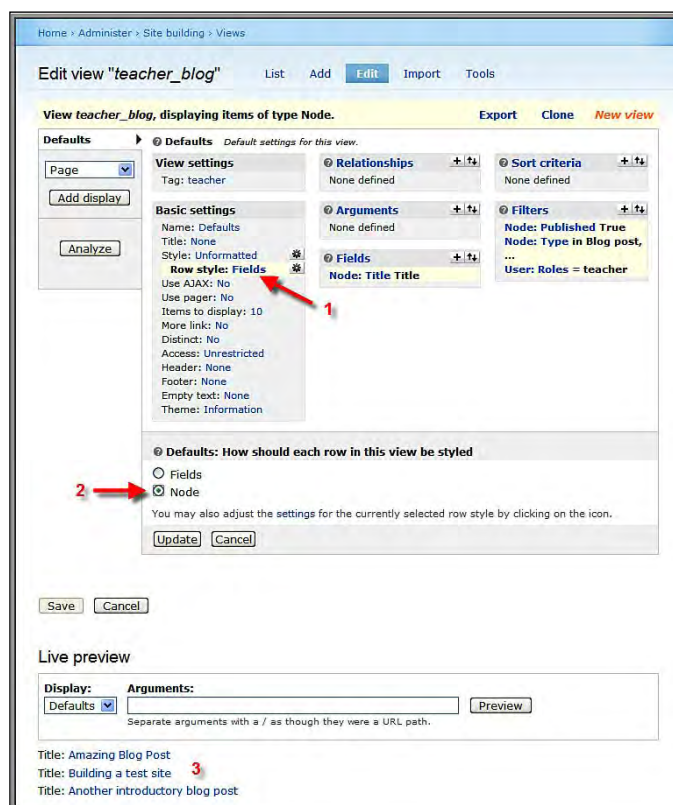 Home › Administer › Site building › Views
Edit view "teacher_blog" List Add Edit Import Tools
View teacher_blog, displaying items of type Node. Export Clone New view
Defaults
Page
Add display
Analyze
Defaults Default settings for this view.
View settings
Tag: teacher
Basic settings
Name: Defaults
Title: None
Style: Unformatted
Row style: Fields
Use AJAX: No
Use pager: No
Items to display: 10
More link: No
Distinct: No
Access: Unrestricted
Header: None
Footer: None
Empty text: None
Theme: Information
Relationships
None defined
Arguments
None defined
Fields
Node: Title Title
1
Sort criteria
None defined
Filters
Node: Published True
Node: Type in Blog post,
...
User: Roles = teacher
Defaults: How should each row in this view be styled
Fields
2 Node
You may also adjust the settings for the currently selected row style by clicking on the icon.
Update Cancel
Save Cancel
Live preview
Display: Arguments:
Defaults Preview
Separate arguments with a / as though they were a URL path.
Title: Amazing Blog Post
Title: Building a test site 3
Title: Another introductory blog post